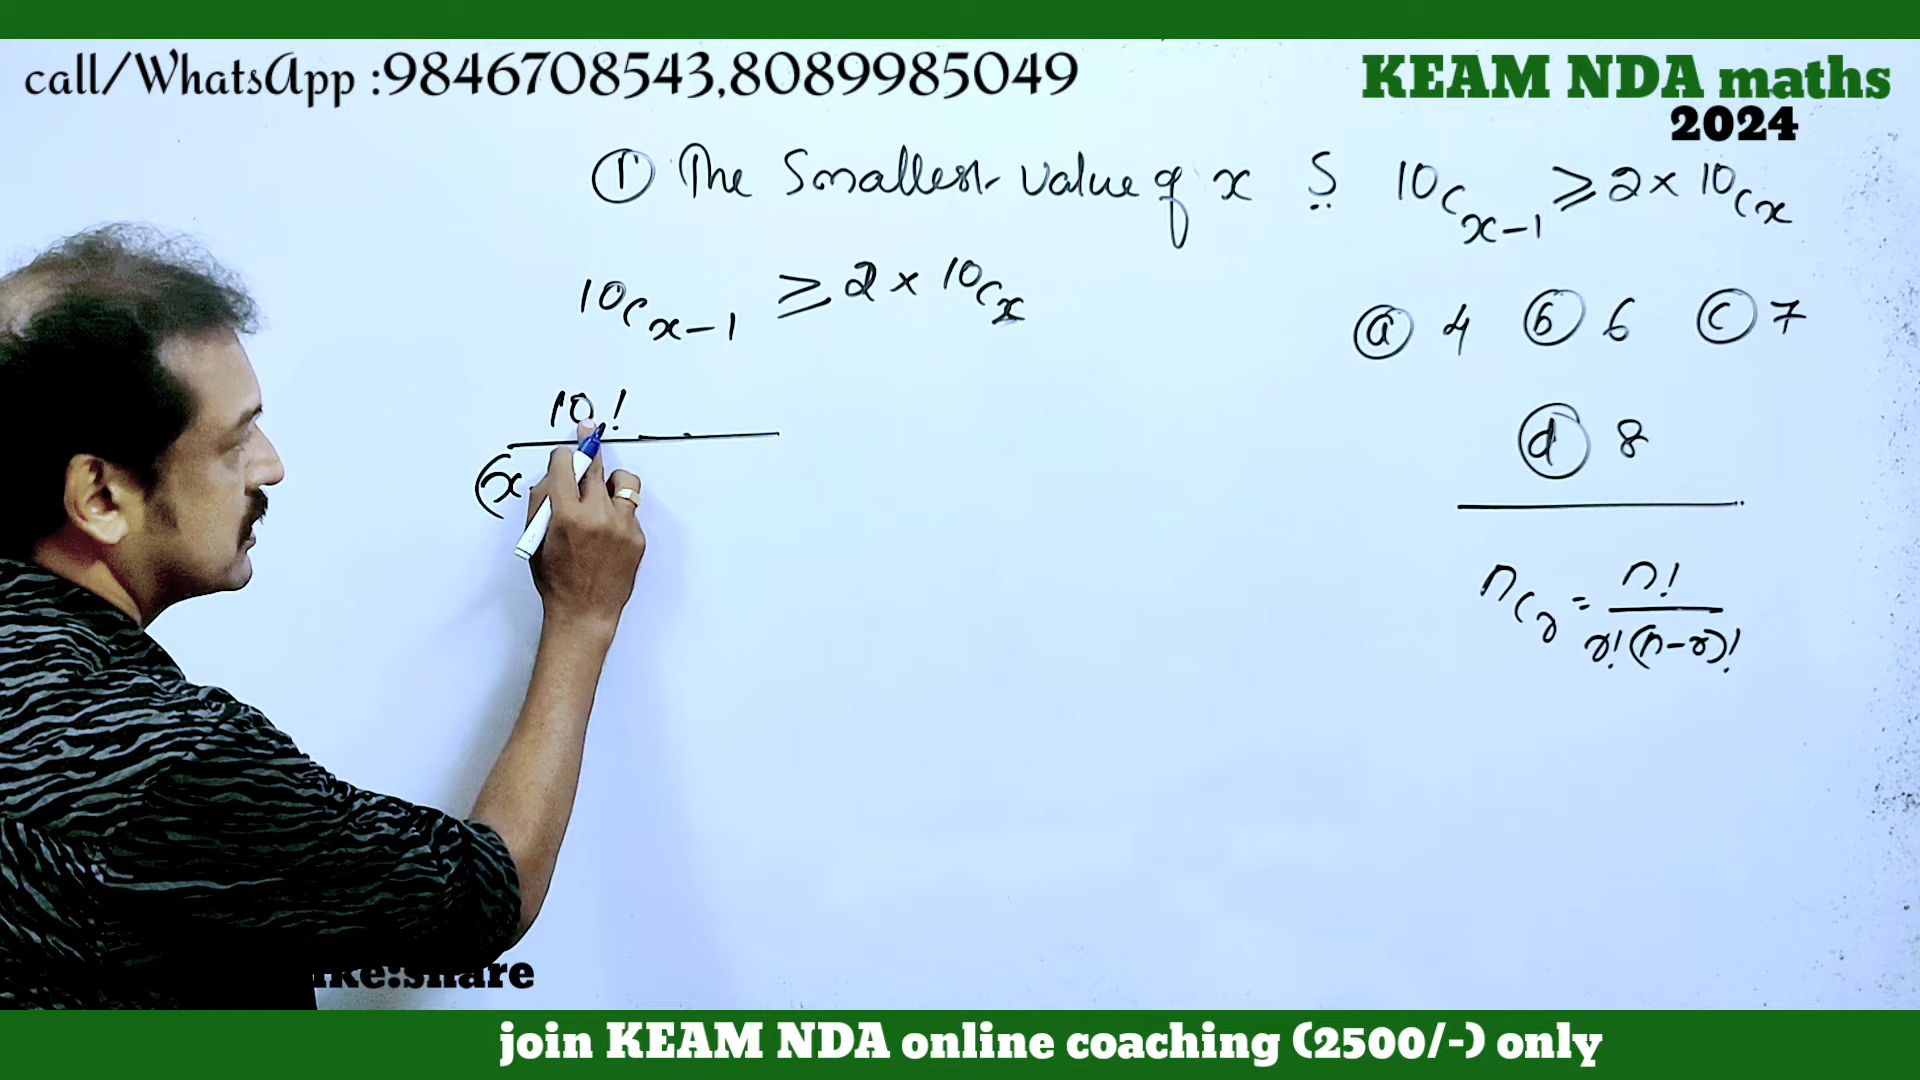 call/WhatsApp :9846708543,8089985049
KEAM NDA maths
2024
① The Smallest value of x S 10Cx-1 ≥ 2 × 10Cx
10Cx-1 ≥ 2 × 10Cx
ⓐ 4 ⓑ 6 ⓒ 7
ⓓ 8
10!
(x
nCr = n!
r!(n-r)!
share
join KEAM NDA online coaching (2500/-) only